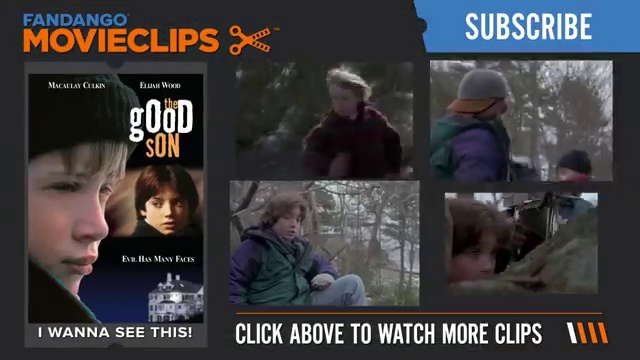 FANDANGO
MOVIECLIPS™
SUBSCRIBE
MACAULAY CULKIN
ELIJAH WOOD
the
gOOD
sON
EVIL HAS MANY FACES
I WANNA SEE THIS!
CLICK ABOVE TO WATCH MORE CLIPS